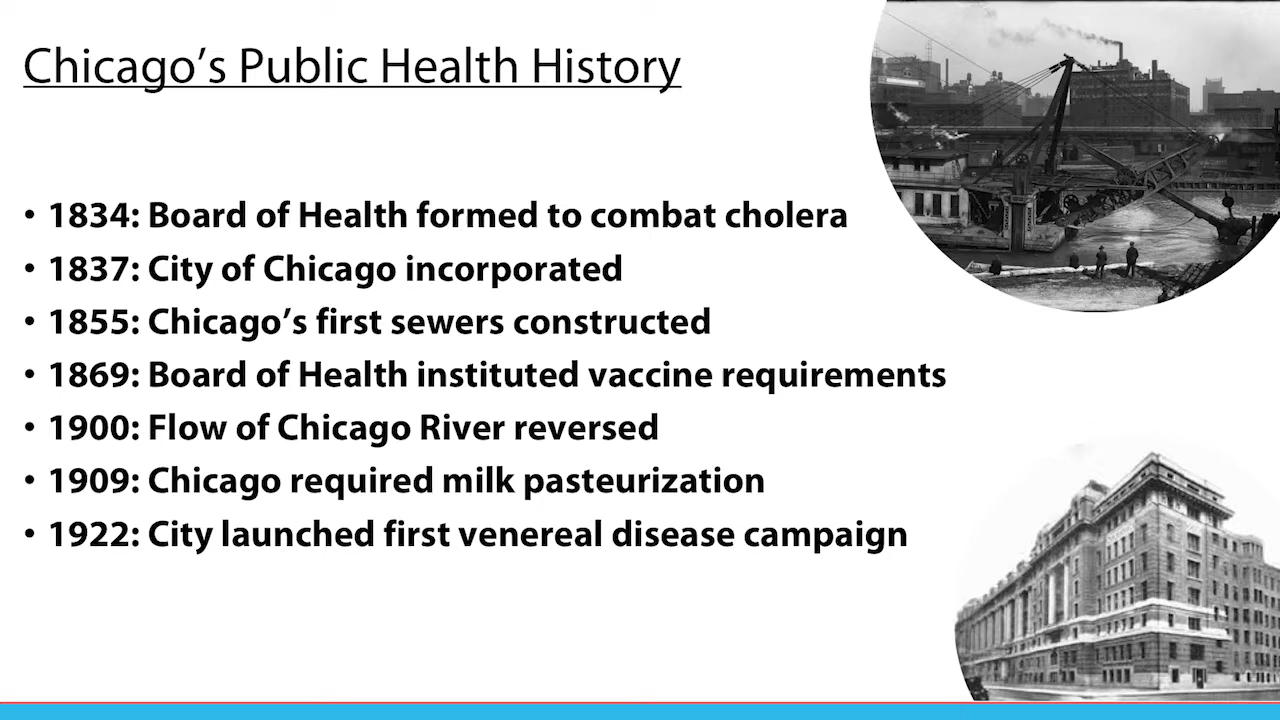 Chicago’s Public Health History
• 1834: Board of Health formed to combat cholera
• 1837: City of Chicago incorporated
• 1855: Chicago’s first sewers constructed
• 1869: Board of Health instituted vaccine requirements
• 1900: Flow of Chicago River reversed
• 1909: Chicago required milk pasteurization
• 1922: City launched first venereal disease campaign